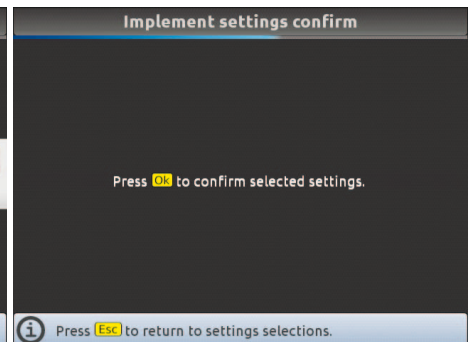 Implement settings confirm
Press Ok to confirm selected settings.
i Press Esc to return to settings selections.